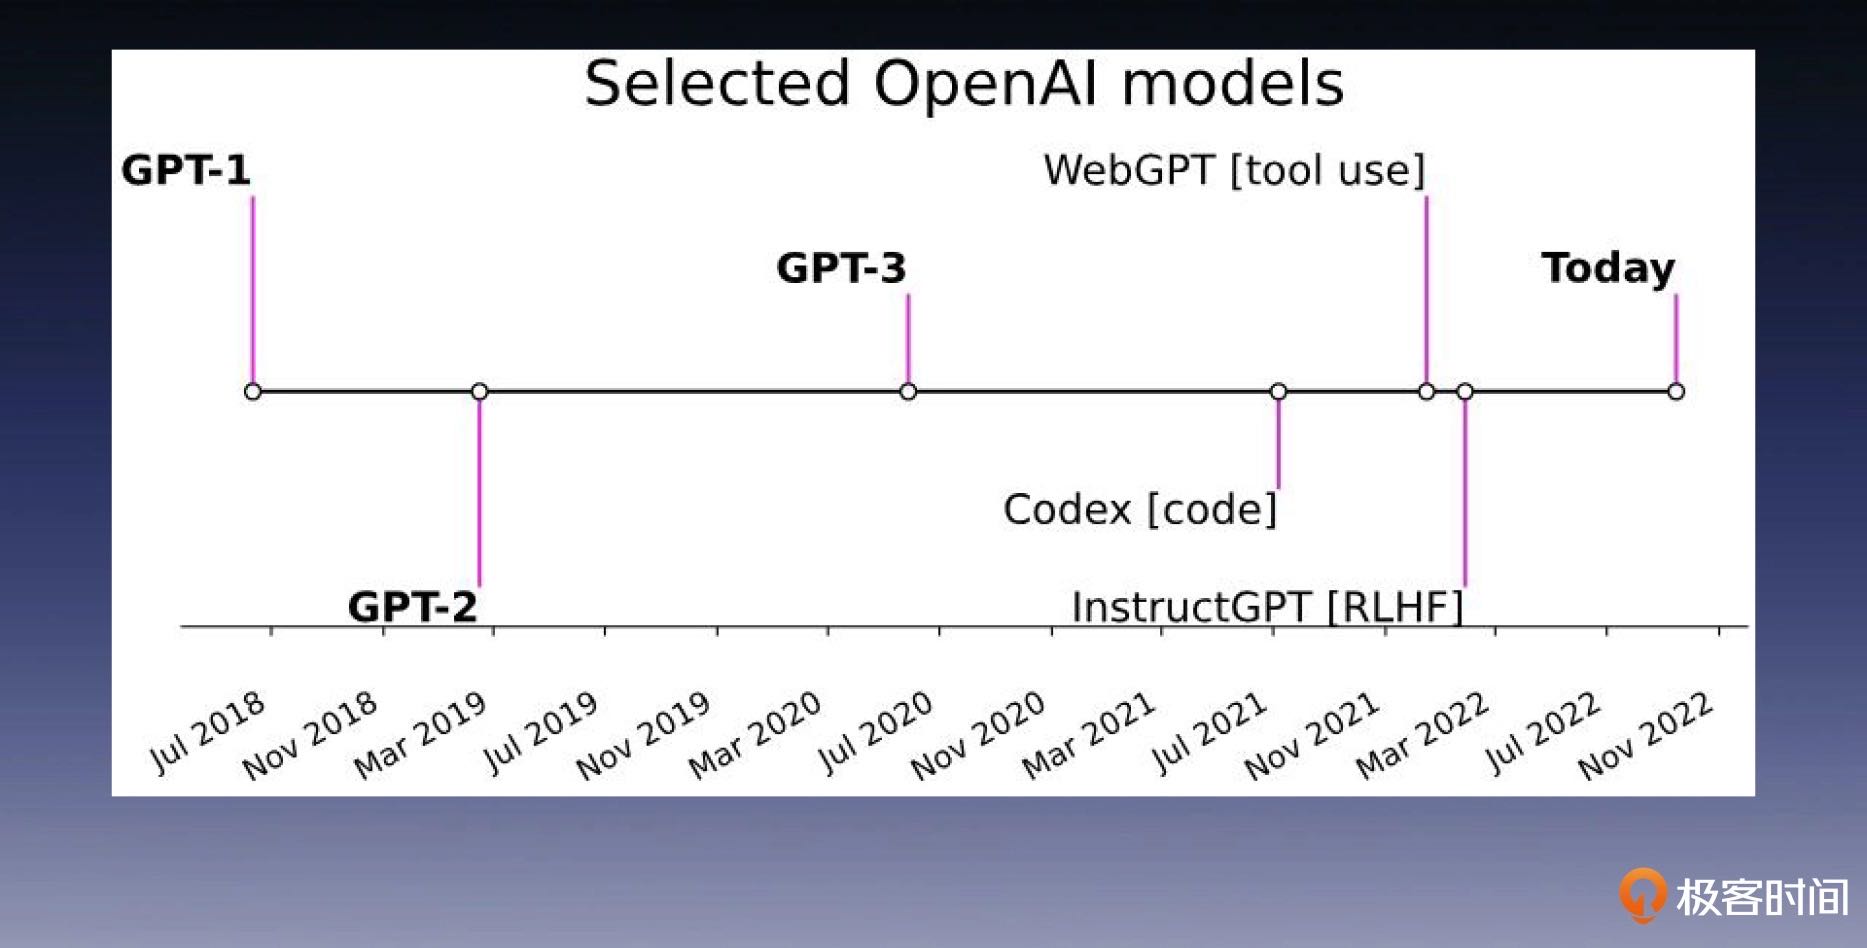 Selected OpenAI models
GPT-1
WebGPT [tool use]
GPT-3
Today
Codex [code]
GPT-2
InstructGPT [RLHF]
Jul 2018
Nov 2018
Mar 2019
Jul 2019
Nov 2019
Mar 2020
Jul 2020
Nov 2020
Mar 2021
Jul 2021
Nov 2021
Mar 2022
Jul 2022
Nov 2022
极客时间